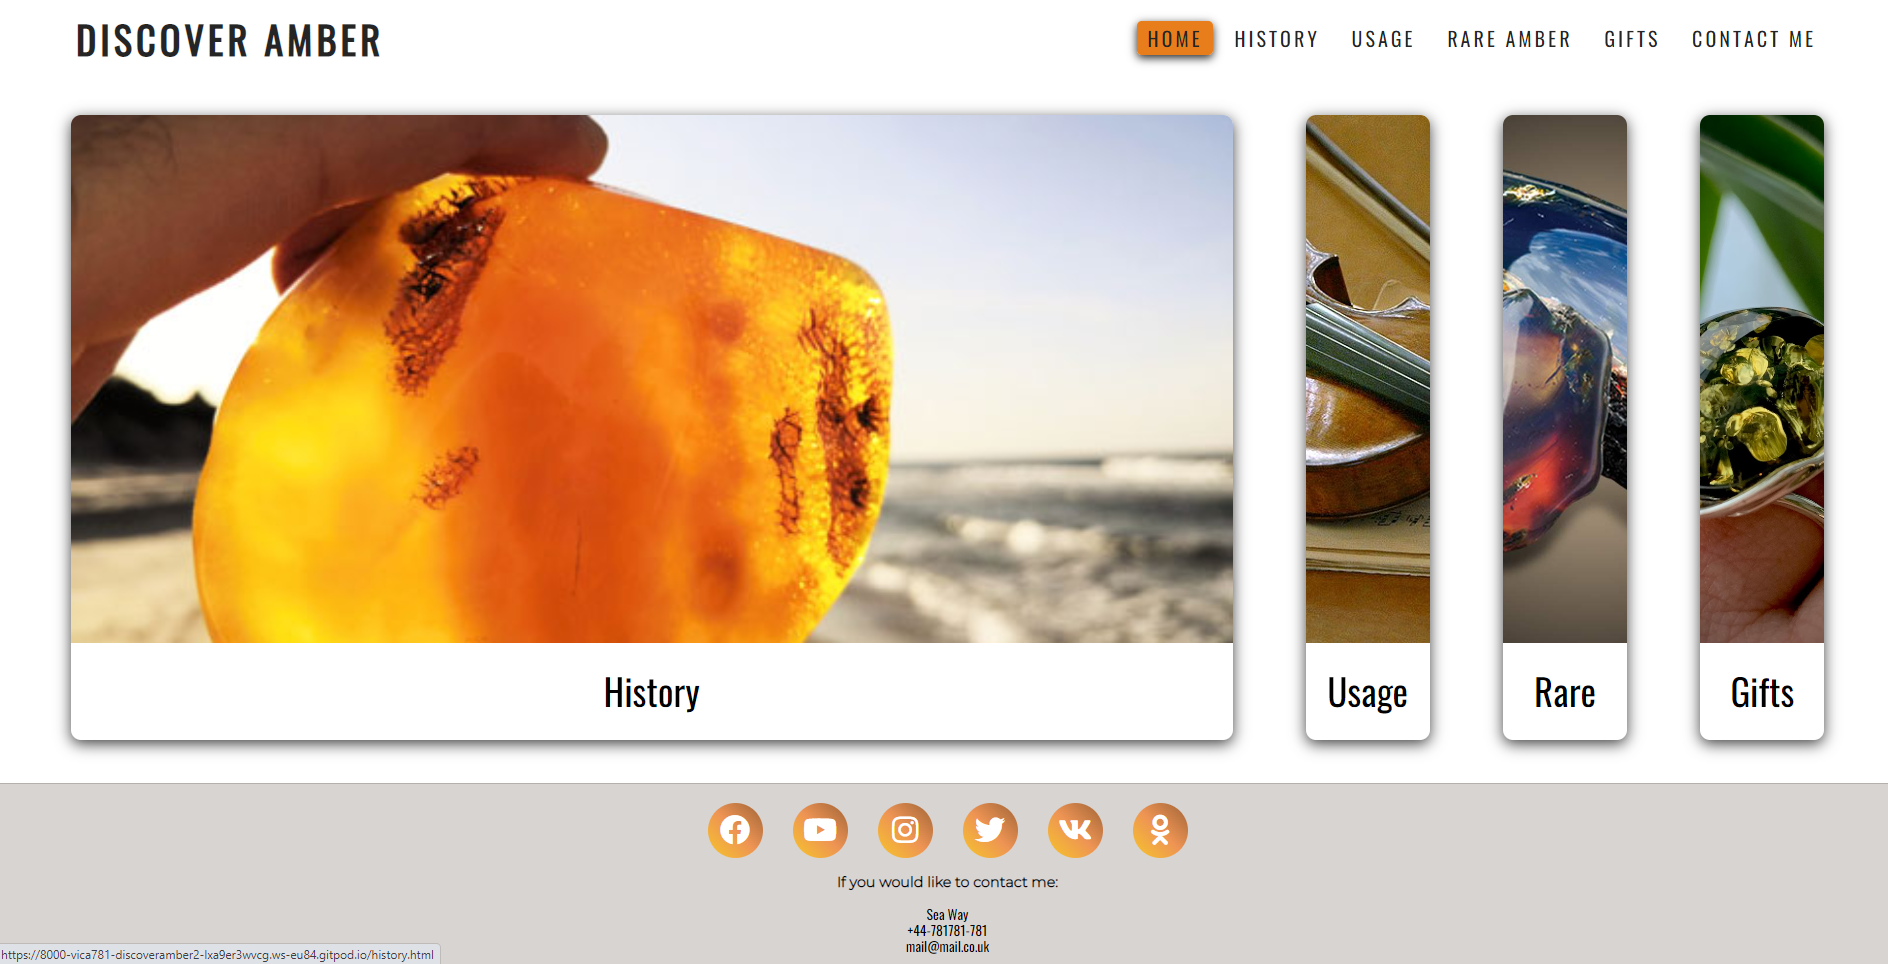 DISCOVER AMBER
HOME HISTORY USAGE RARE AMBER GIFTS CONTACT ME
History
Usage
Rare
Gifts
If you would like to contact me:
Sea Way
+44-781781-781
mail@mail.co.uk
https://8000-vica781-discoveramber2-lxa9er3wvcg.ws-eu84.gitpod.io/history.html